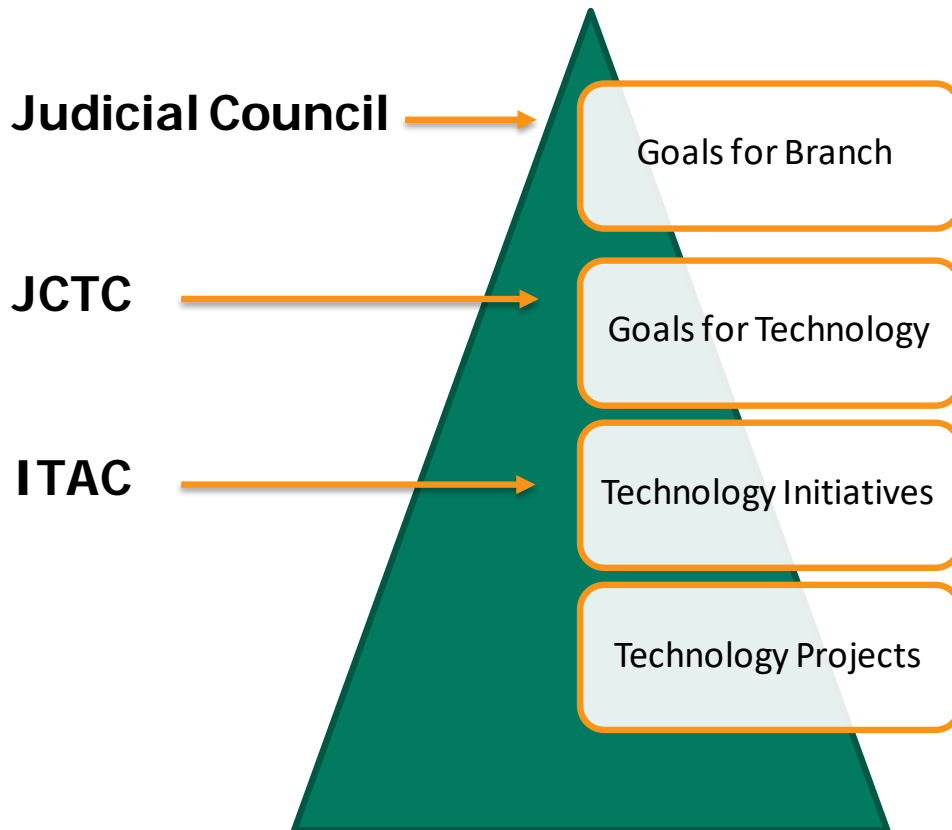 Judicial Council
Goals for Branch
JCTC
Goals for Technology
ITAC
Technology Initiatives
Technology Projects